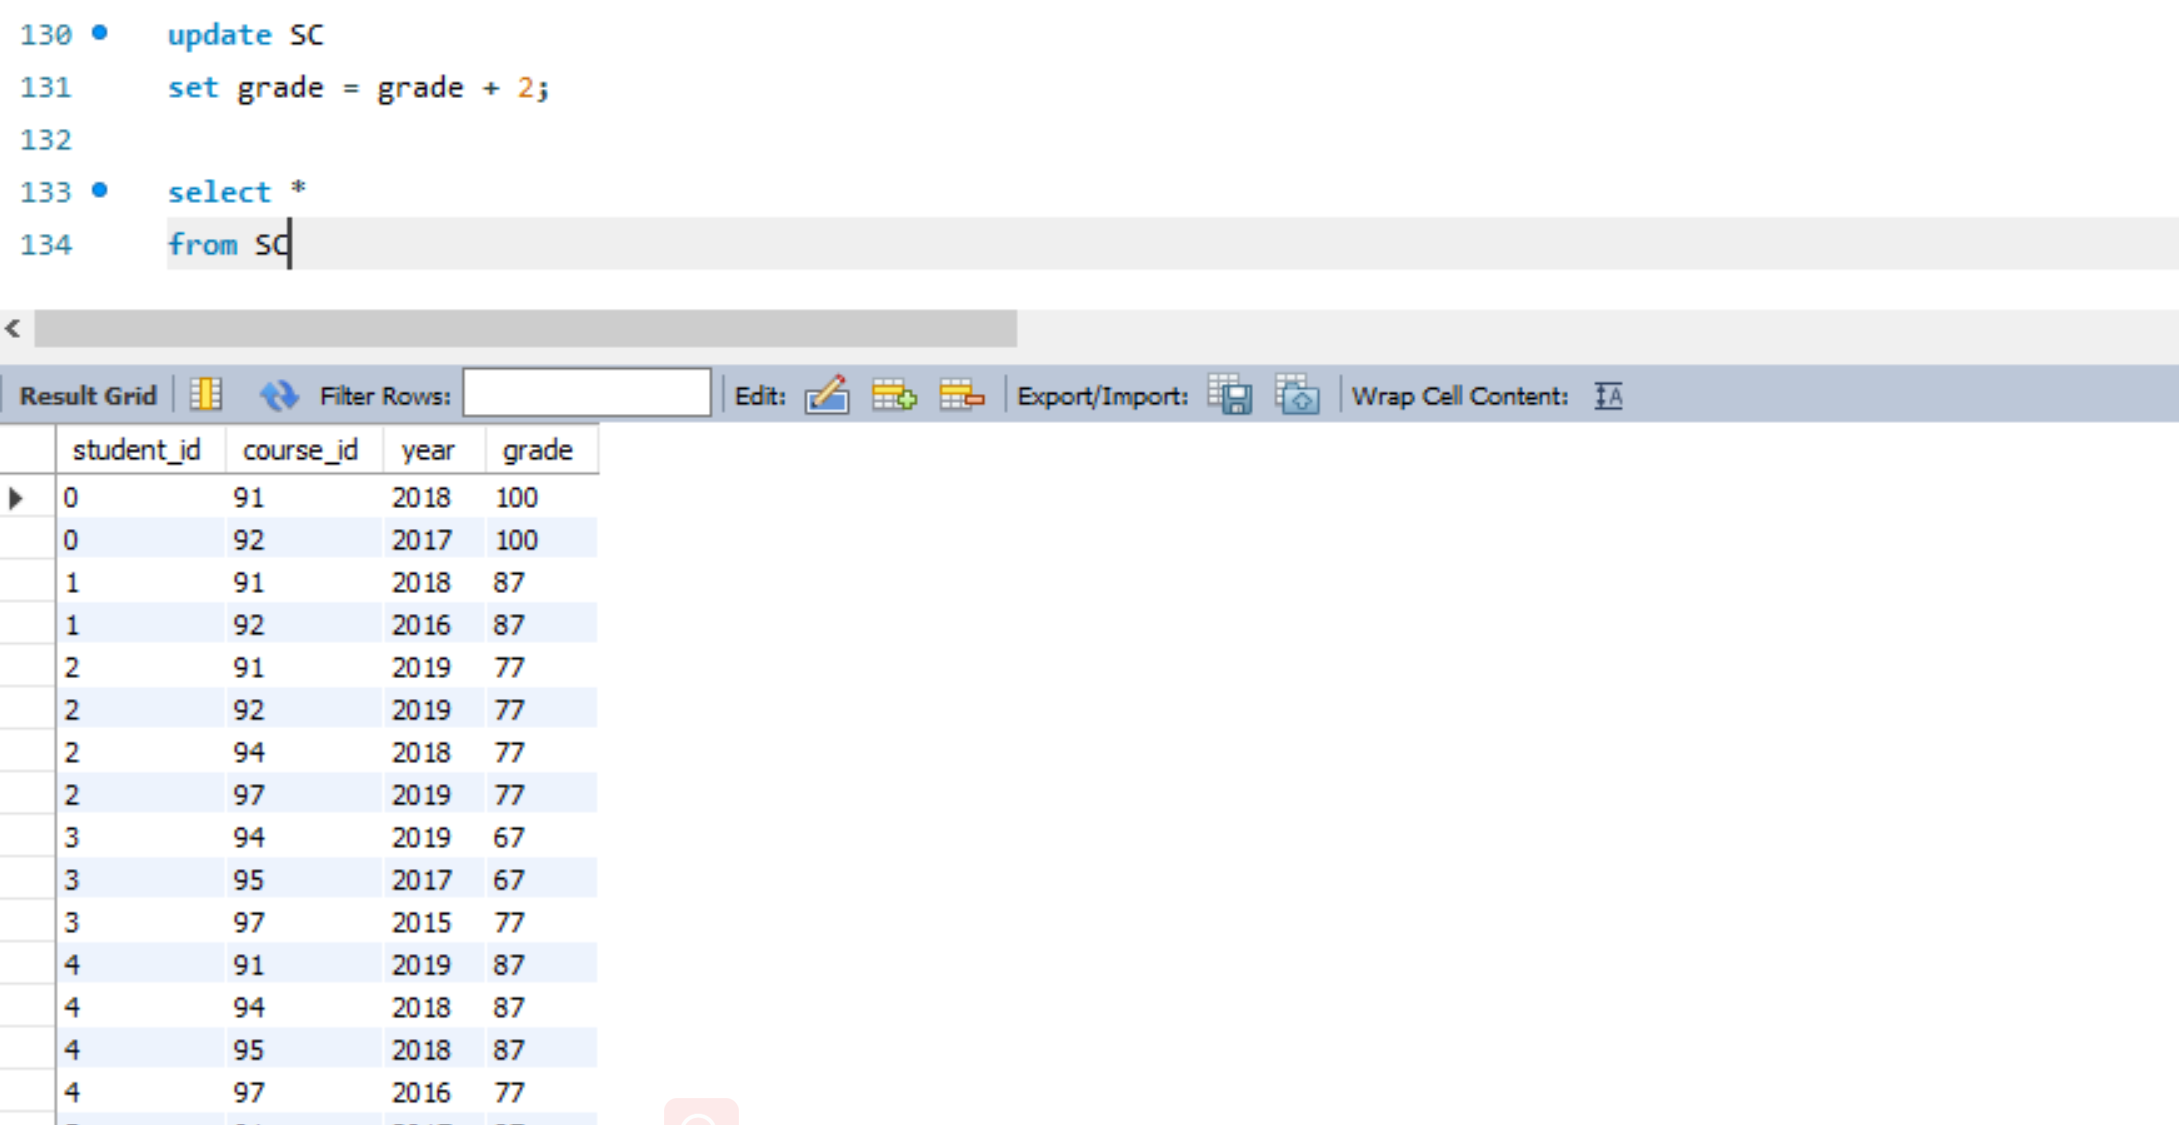 130 update SC
131 set grade = grade + 2;
132
133 select *
134 from SC
Result Grid Filter Rows: Edit: Export/Import: Wrap Cell Content:
student_id course_id year grade
0 91 2018 100
0 92 2017 100
1 91 2018 87
1 92 2016 87
2 91 2019 77
2 92 2019 77
2 94 2018 77
2 97 2019 77
3 94 2019 67
3 95 2017 67
3 97 2015 77
4 91 2019 87
4 94 2018 87
4 95 2018 87
4 97 2016 77